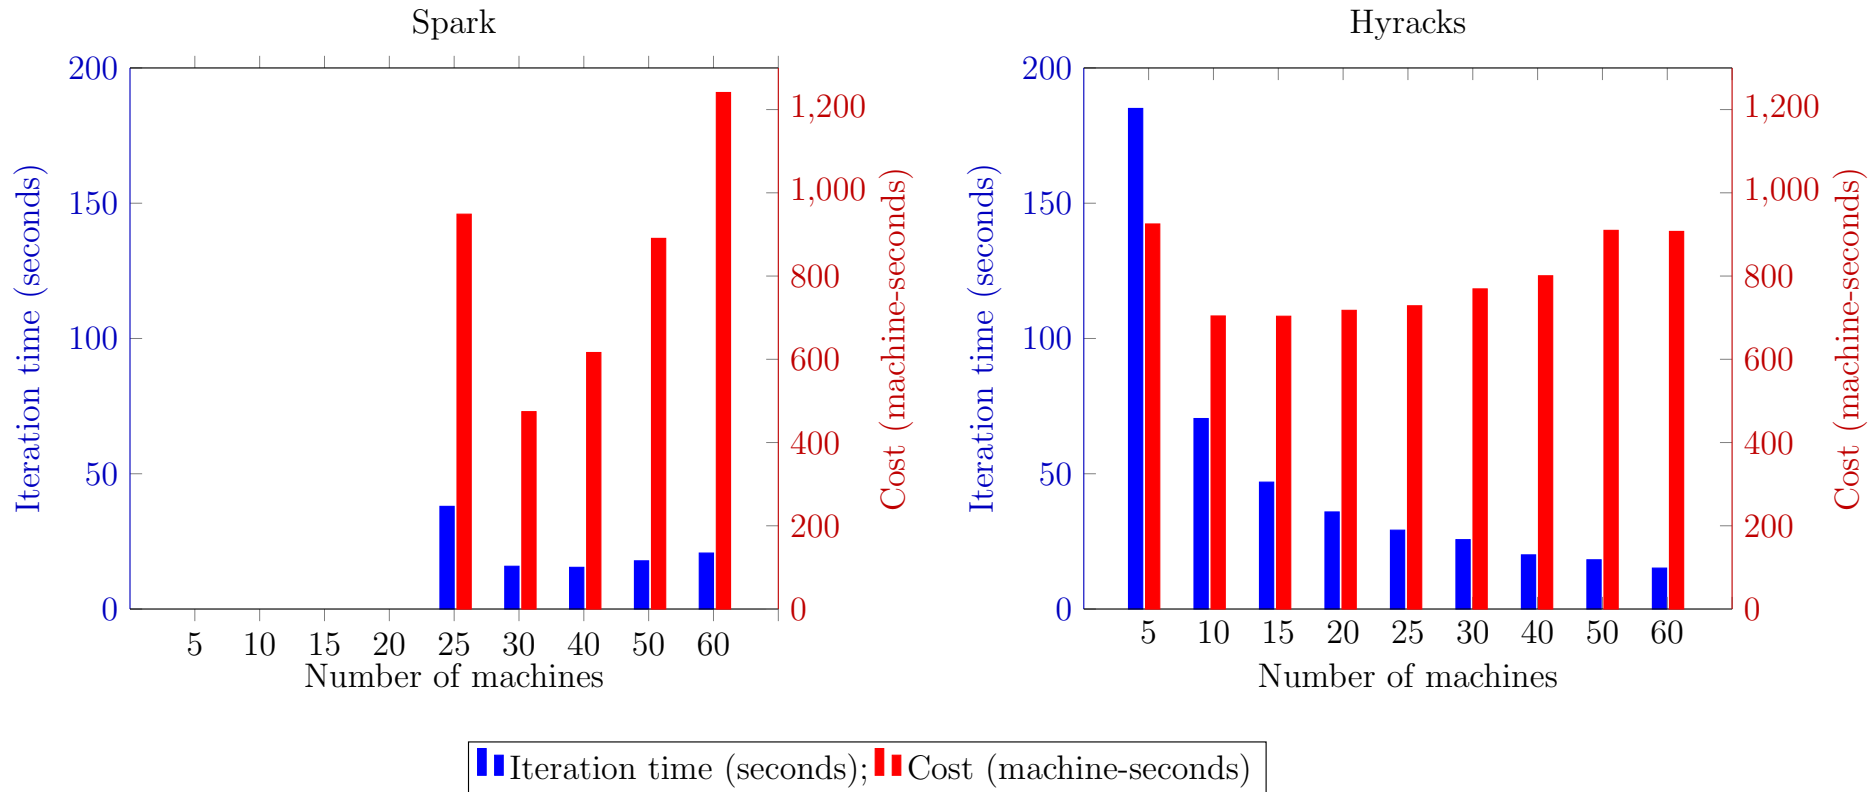 Spark
200
150
100
50
0
Iteration time (seconds)
1,200
1,000
800
600
400
200
0
Cost (machine-seconds)
5 10 15 20 25 30 40 50 60
Number of machines
Hyracks
200
150
100
50
0
Iteration time (seconds)
1,200
1,000
800
600
400
200
0
Cost (machine-seconds)
5 10 15 20 25 30 40 50 60
Number of machines
Iteration time (seconds); Cost (machine-seconds)